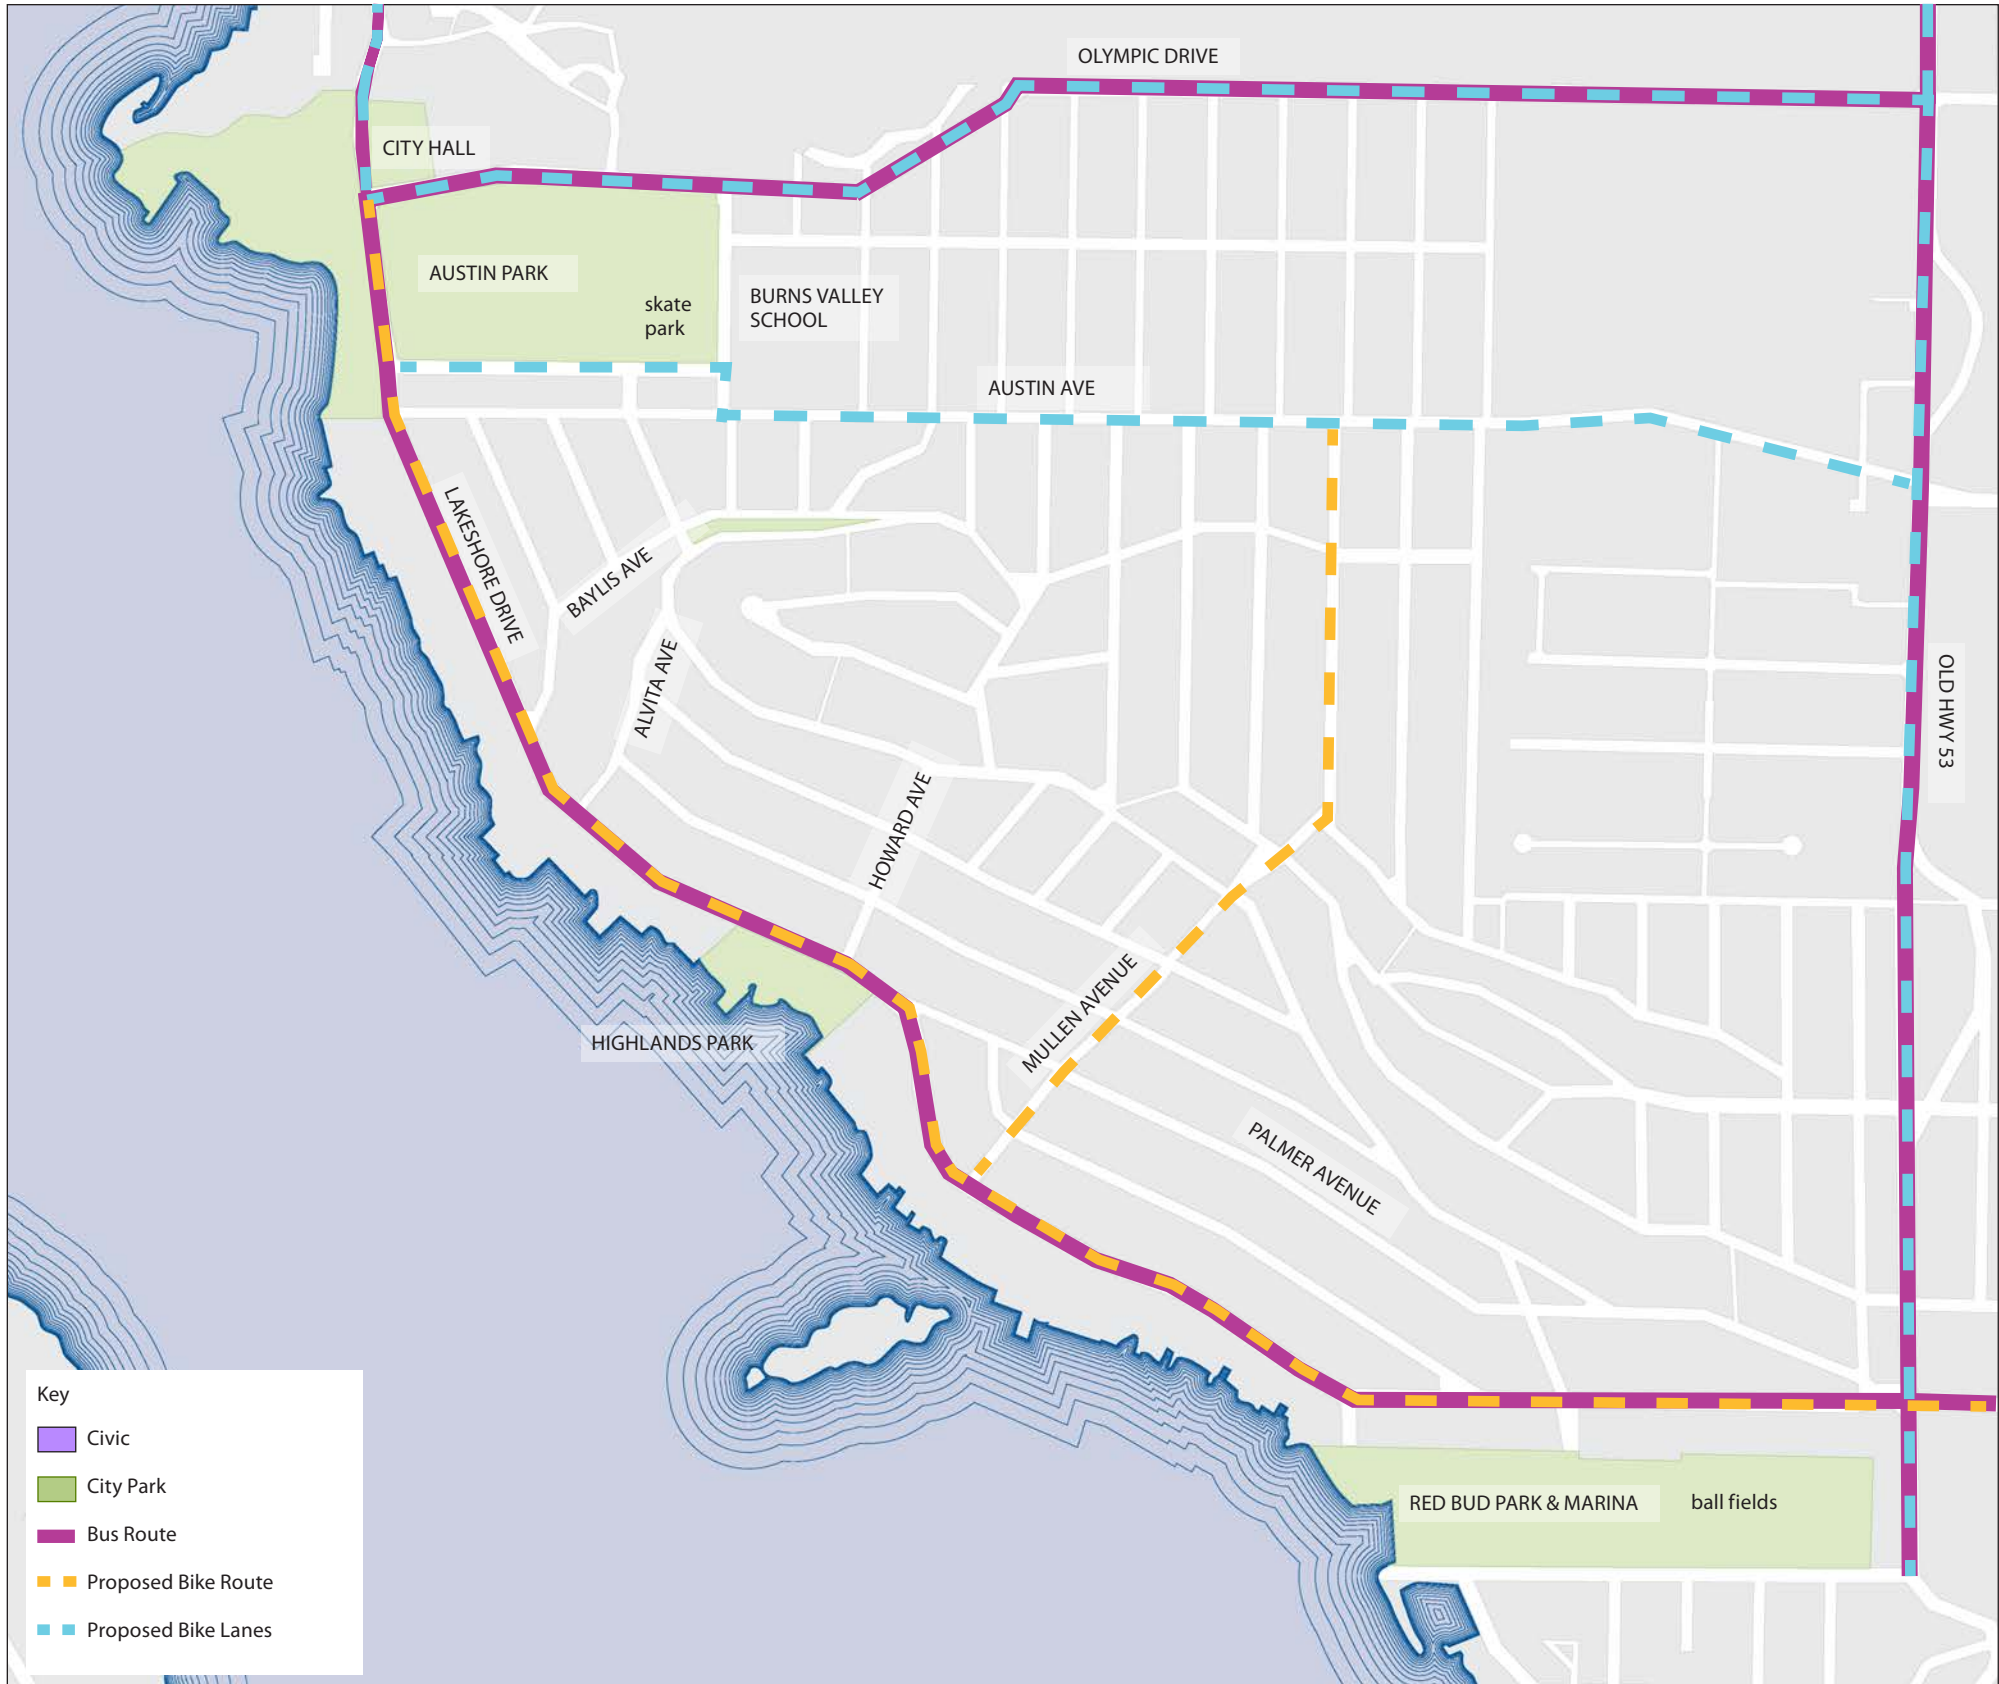 OLYMPIC DRIVE
CITY HALL
AUSTIN PARK
skate
park
BURNS VALLEY
SCHOOL
AUSTIN AVE
LAKESHORE DRIVE
BAYLIS AVE
ALVITA AVE
OLD HWY 53
HOWARD AVE
MULLEN AVENUE
HIGHLANDS PARK
PALMER AVENUE
RED BUD PARK & MARINA
ball fields
Key
Civic
City Park
Bus Route
Proposed Bike Route
Proposed Bike Lanes